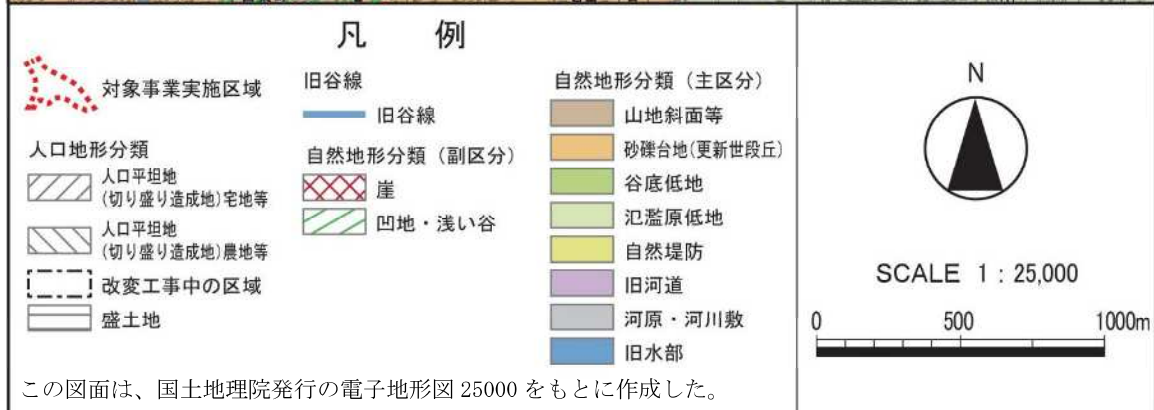 凡 例
対象事業実施区域
人口地形分類
人口平坦地
(切り盛り造成地)宅地等
人口平坦地
(切り盛り造成地)農地等
改変工事中の区域
盛土地
旧谷線
旧谷線
自然地形分類(副区分)
崖
凹地・浅い谷
自然地形分類(主区分)
山地斜面等
砂礫台地(更新世段丘)
谷底低地
氾濫原低地
自然堤防
旧河道
河原・河川敷
旧水部
この図面は、国土地理院発行の電子地形図 25000 をもとに作成した。
N
SCALE 1:25,000
0 500 1000m